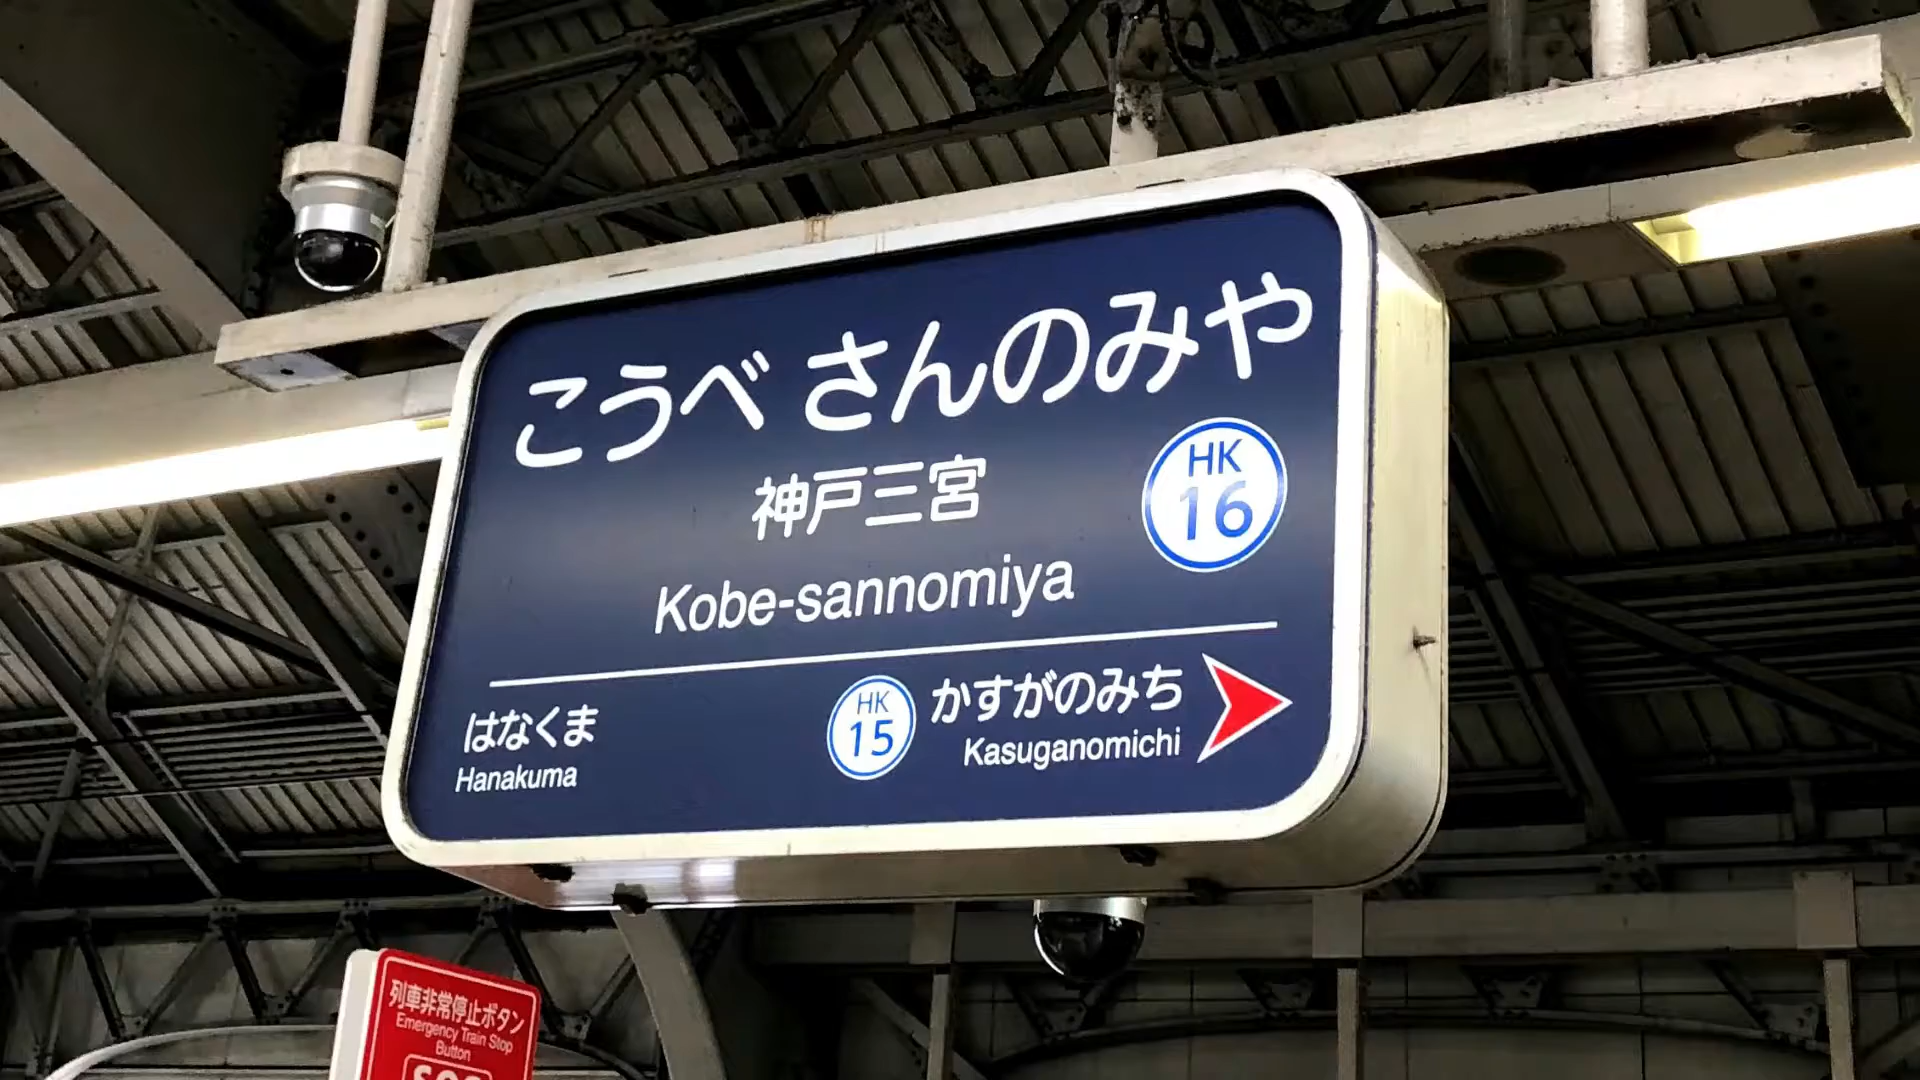 こうべ さんのみや
神戸三宮
HK
16
Kobe-sannomiya
はなくま
Hanakuma
HK
15
かすがのみち
Kasuganomichi
列車非常停止ボタン
Emergency Train Stop
Button
SOS